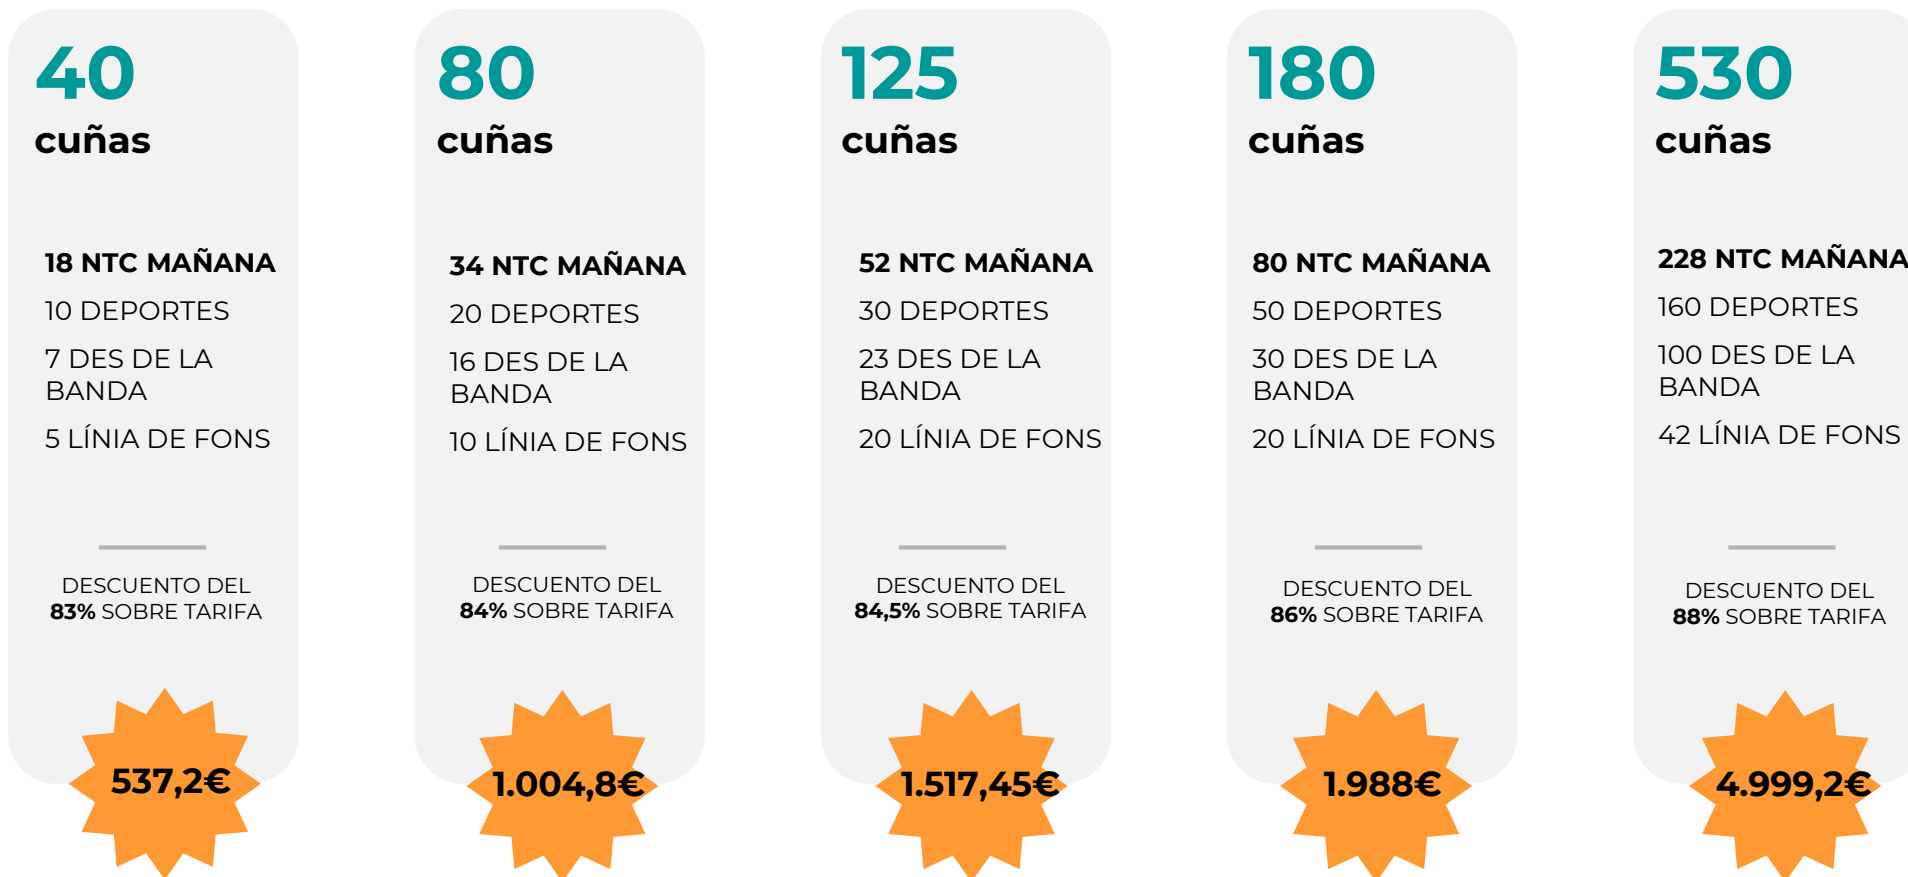 40
cuñas
18 NTC MAÑANA
10 DEPORTES
7 DES DE LA
BANDA
5 LÍNIA DE FONS
DESCUENTO DEL
83% SOBRE TARIFA
537,2€
80
cuñas
34 NTC MAÑANA
20 DEPORTES
16 DES DE LA
BANDA
10 LÍNIA DE FONS
DESCUENTO DEL
84% SOBRE TARIFA
1.004,8€
125
cuñas
52 NTC MAÑANA
30 DEPORTES
23 DES DE LA
BANDA
20 LÍNIA DE FONS
DESCUENTO DEL
84,5% SOBRE TARIFA
1.517,45€
180
cuñas
80 NTC MAÑANA
50 DEPORTES
30 DES DE LA
BANDA
20 LÍNIA DE FONS
DESCUENTO DEL
86% SOBRE TARIFA
1.988€
530
cuñas
228 NTC MAÑANA
160 DEPORTES
100 DES DE LA
BANDA
42 LÍNIA DE FONS
DESCUENTO DEL
88% SOBRE TARIFA
4.999,2€